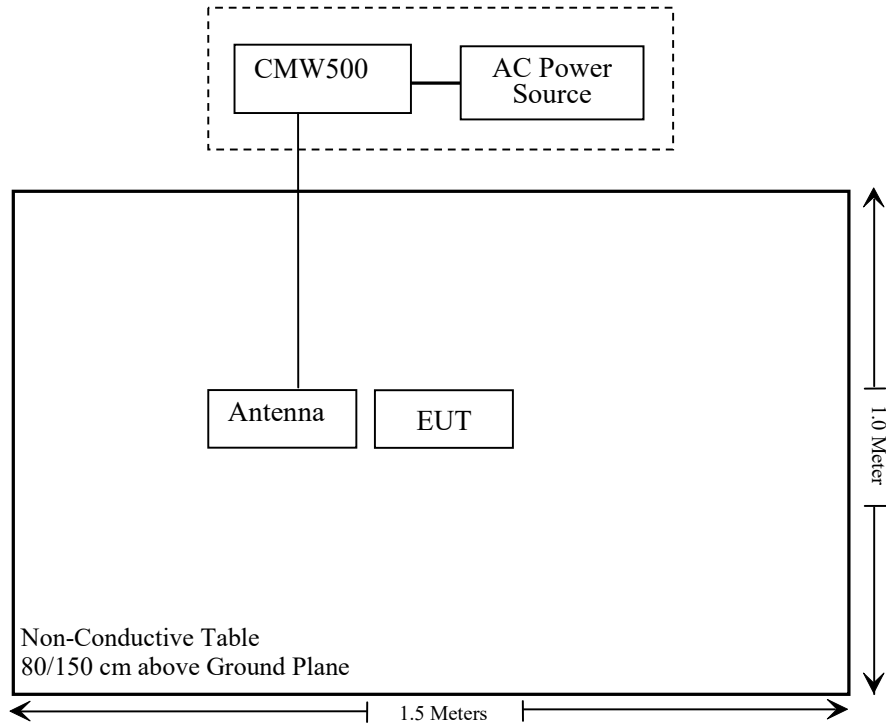 CMW500
AC Power
Source
Antenna
EUT
1.0 Meter
Non-Conductive Table
80/150 cm above Ground Plane
1.5 Meters